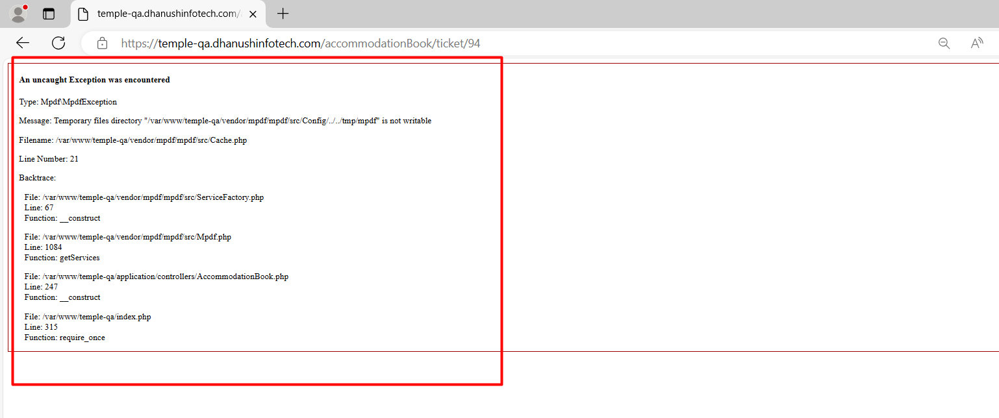 temple-qa.dhanushinfotech.com/
https://temple-qa.dhanushinfotech.com/accommodationBook/ticket/94
An uncaught Exception was encountered
Type: Mpdf\MpdfException
Message: Temporary files directory "/var/www/temple-qa/vendor/mpdf/mpdf/src/Config/../../tmp/mpdf" is not writable
Filename: /var/www/temple-qa/vendor/mpdf/mpdf/src/Cache.php
Line Number: 21
Backtrace:
File: /var/www/temple-qa/vendor/mpdf/mpdf/src/ServiceFactory.php
Line: 67
Function: __construct
File: /var/www/temple-qa/vendor/mpdf/mpdf/src/Mpdf.php
Line: 1084
Function: getServices
File: /var/www/temple-qa/application/controllers/AccommodationBook.php
Line: 247
Function: __construct
File: /var/www/temple-qa/index.php
Line: 315
Function: require_once